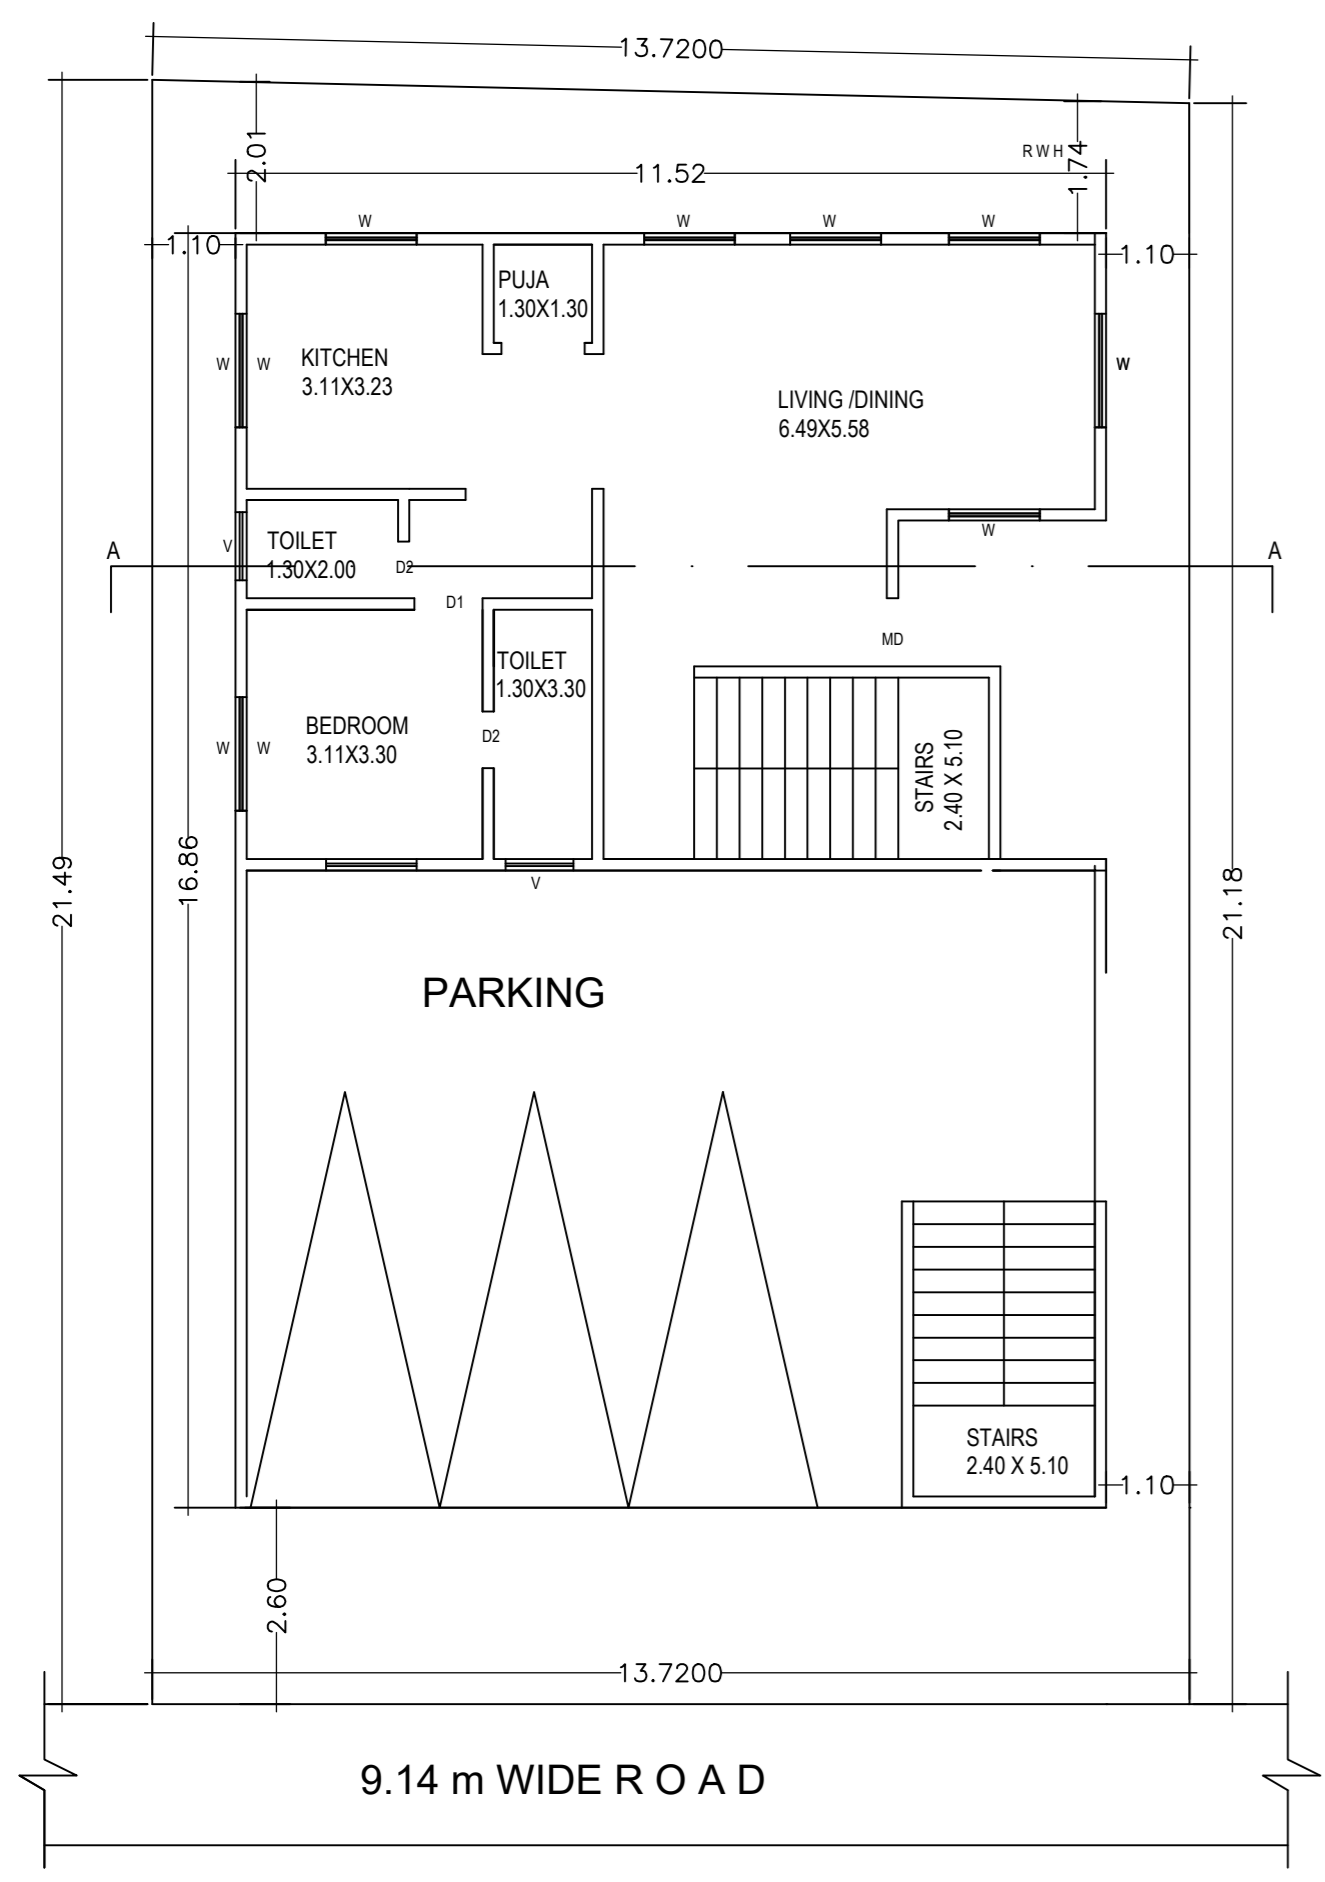 13.7200
2.01
RWH
1.74
11.52
W
W
W
W
1.10
1.10
PUJA
1.30X1.30
KITCHEN
3.11X3.23
W
W
W
LIVING /DINING
6.49X5.58
W
A
A
V
TOILET
1.30X2.00
D2
D1
MD
TOILET
1.30X3.30
BEDROOM
3.11X3.30
D2
W
W
STAIRS
2.40 X 5.10
V
21.49
16.86
21.18
PARKING
STAIRS
2.40 X 5.10
1.10
2.60
13.7200
9.14 m WIDE R O A D